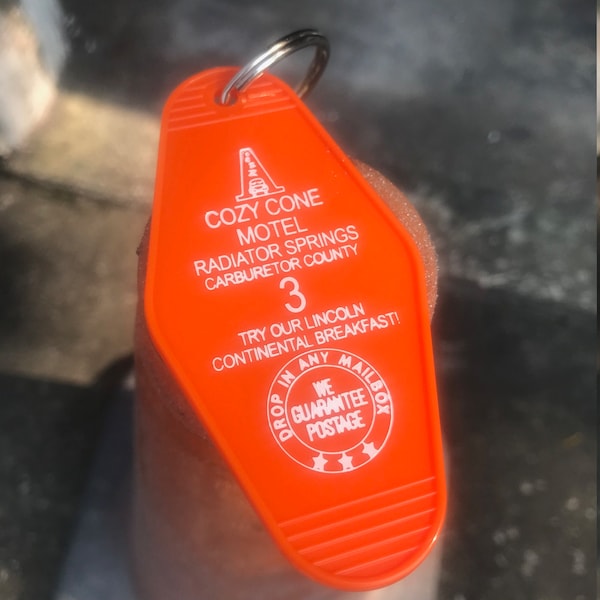 COZY CONE
MOTEL
RADIATOR SPRINGS
CARBURETOR COUNTY
3
TRY OUR LINCOLN
CONTINENTAL BREAKFAST!
DROP IN ANY MAILBOX
WE
GUARANTEE
POSTAGE